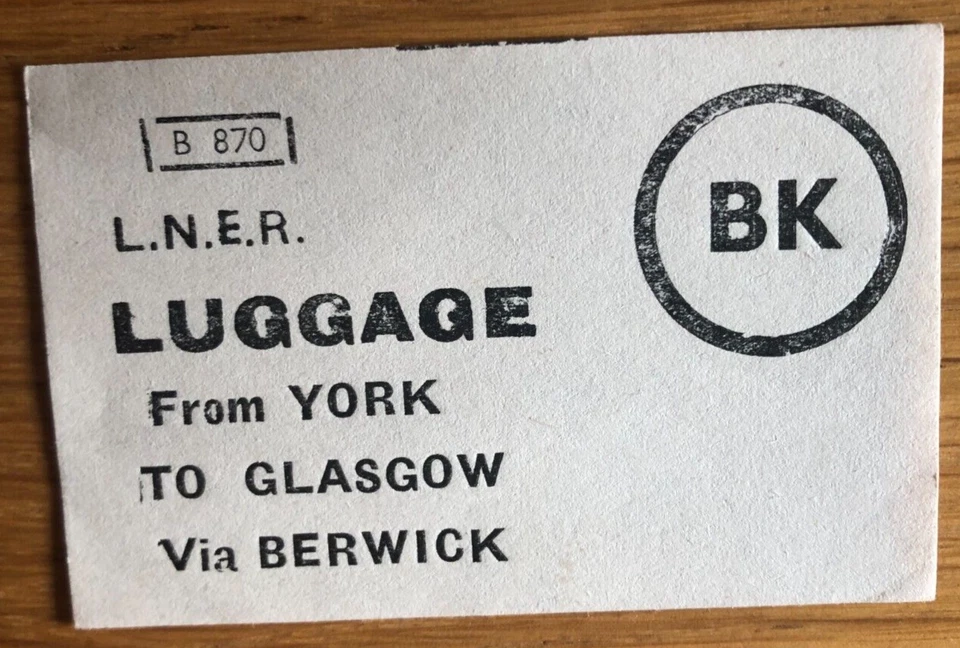 B 870
BK
L.N.E.R.
LUGGAGE
From YORK
TO GLASGOW
Via BERWICK